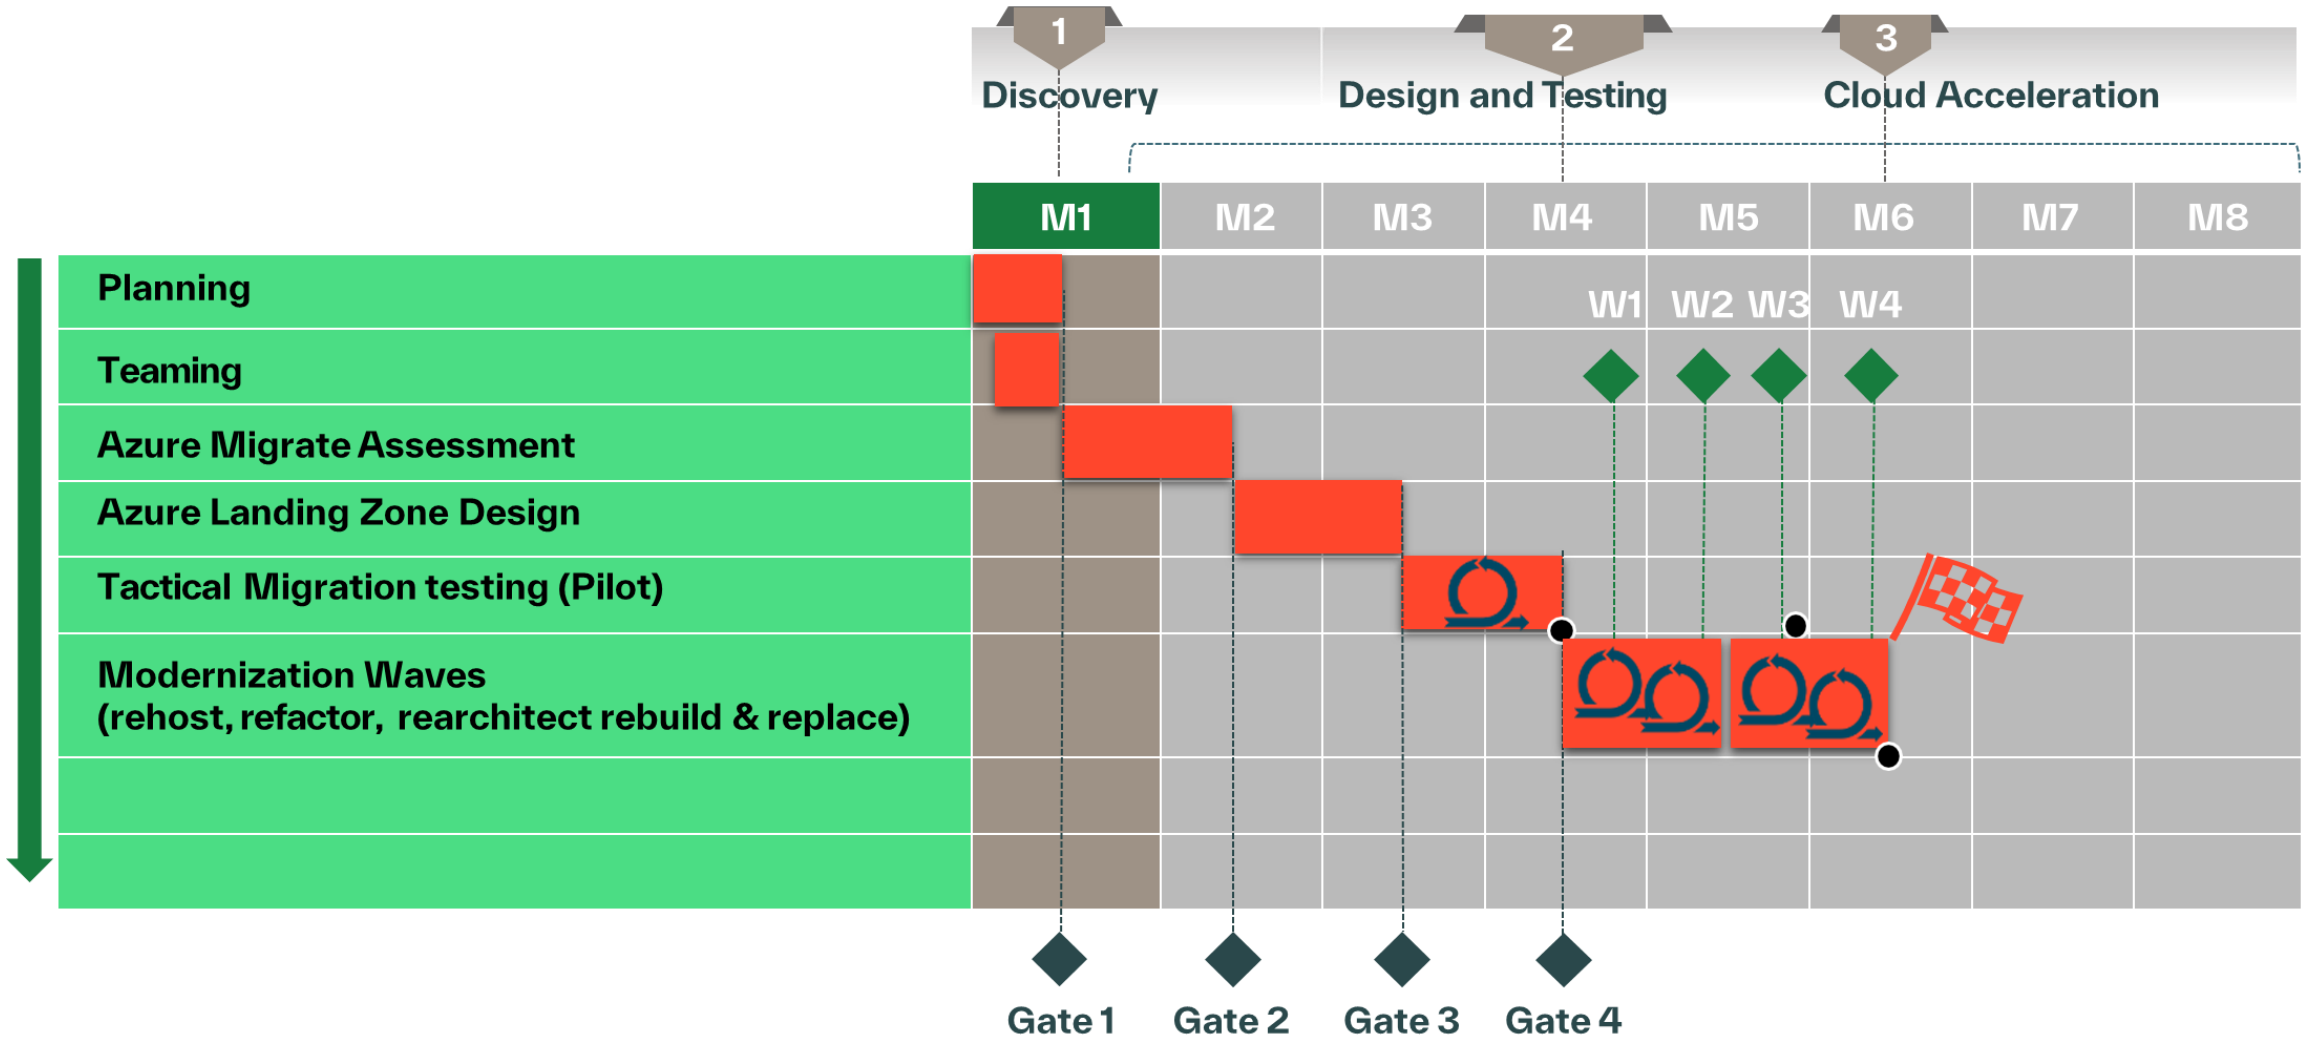 1
2
3
Discovery
Design and Testing
Cloud Acceleration
M1
M2
M3
M4
M5
M6
M7
M8
Planning
W1
W2
W3
W4
Teaming
Azure Migrate Assessment
Azure Landing Zone Design
Tactical Migration testing (Pilot)
Modernization Waves
(rehost, refactor, rearchitect rebuild & replace)
Gate 1
Gate 2
Gate 3
Gate 4